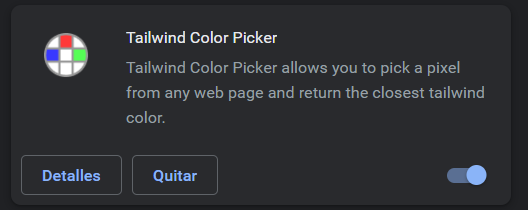 Tailwind Color Picker
Tailwind Color Picker allows you to pick a pixel
from any web page and return the closest tailwind
color.
Detalles
Quitar